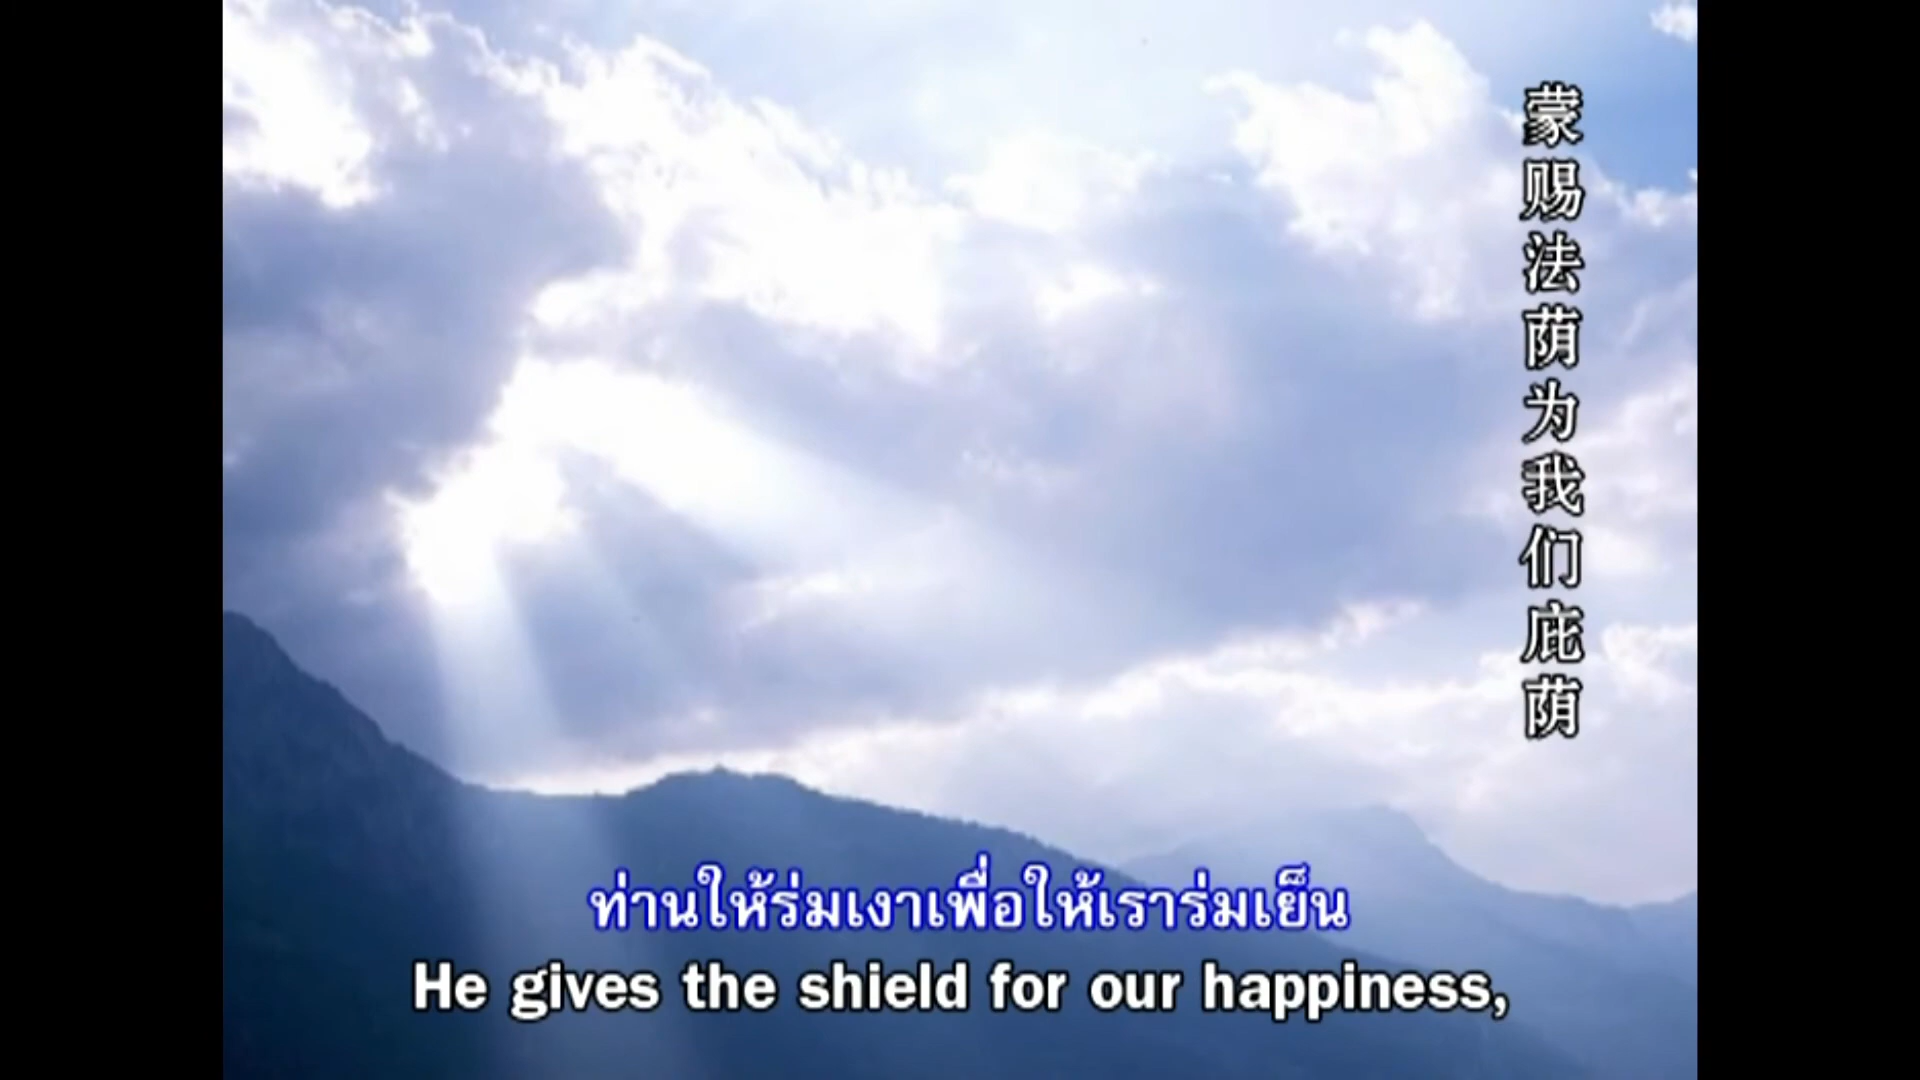 蒙赐法荫为我们庇荫
ท่านให้ร่มเงาเพื่อให้เราร่มเย็น
He gives the shield for our happiness,